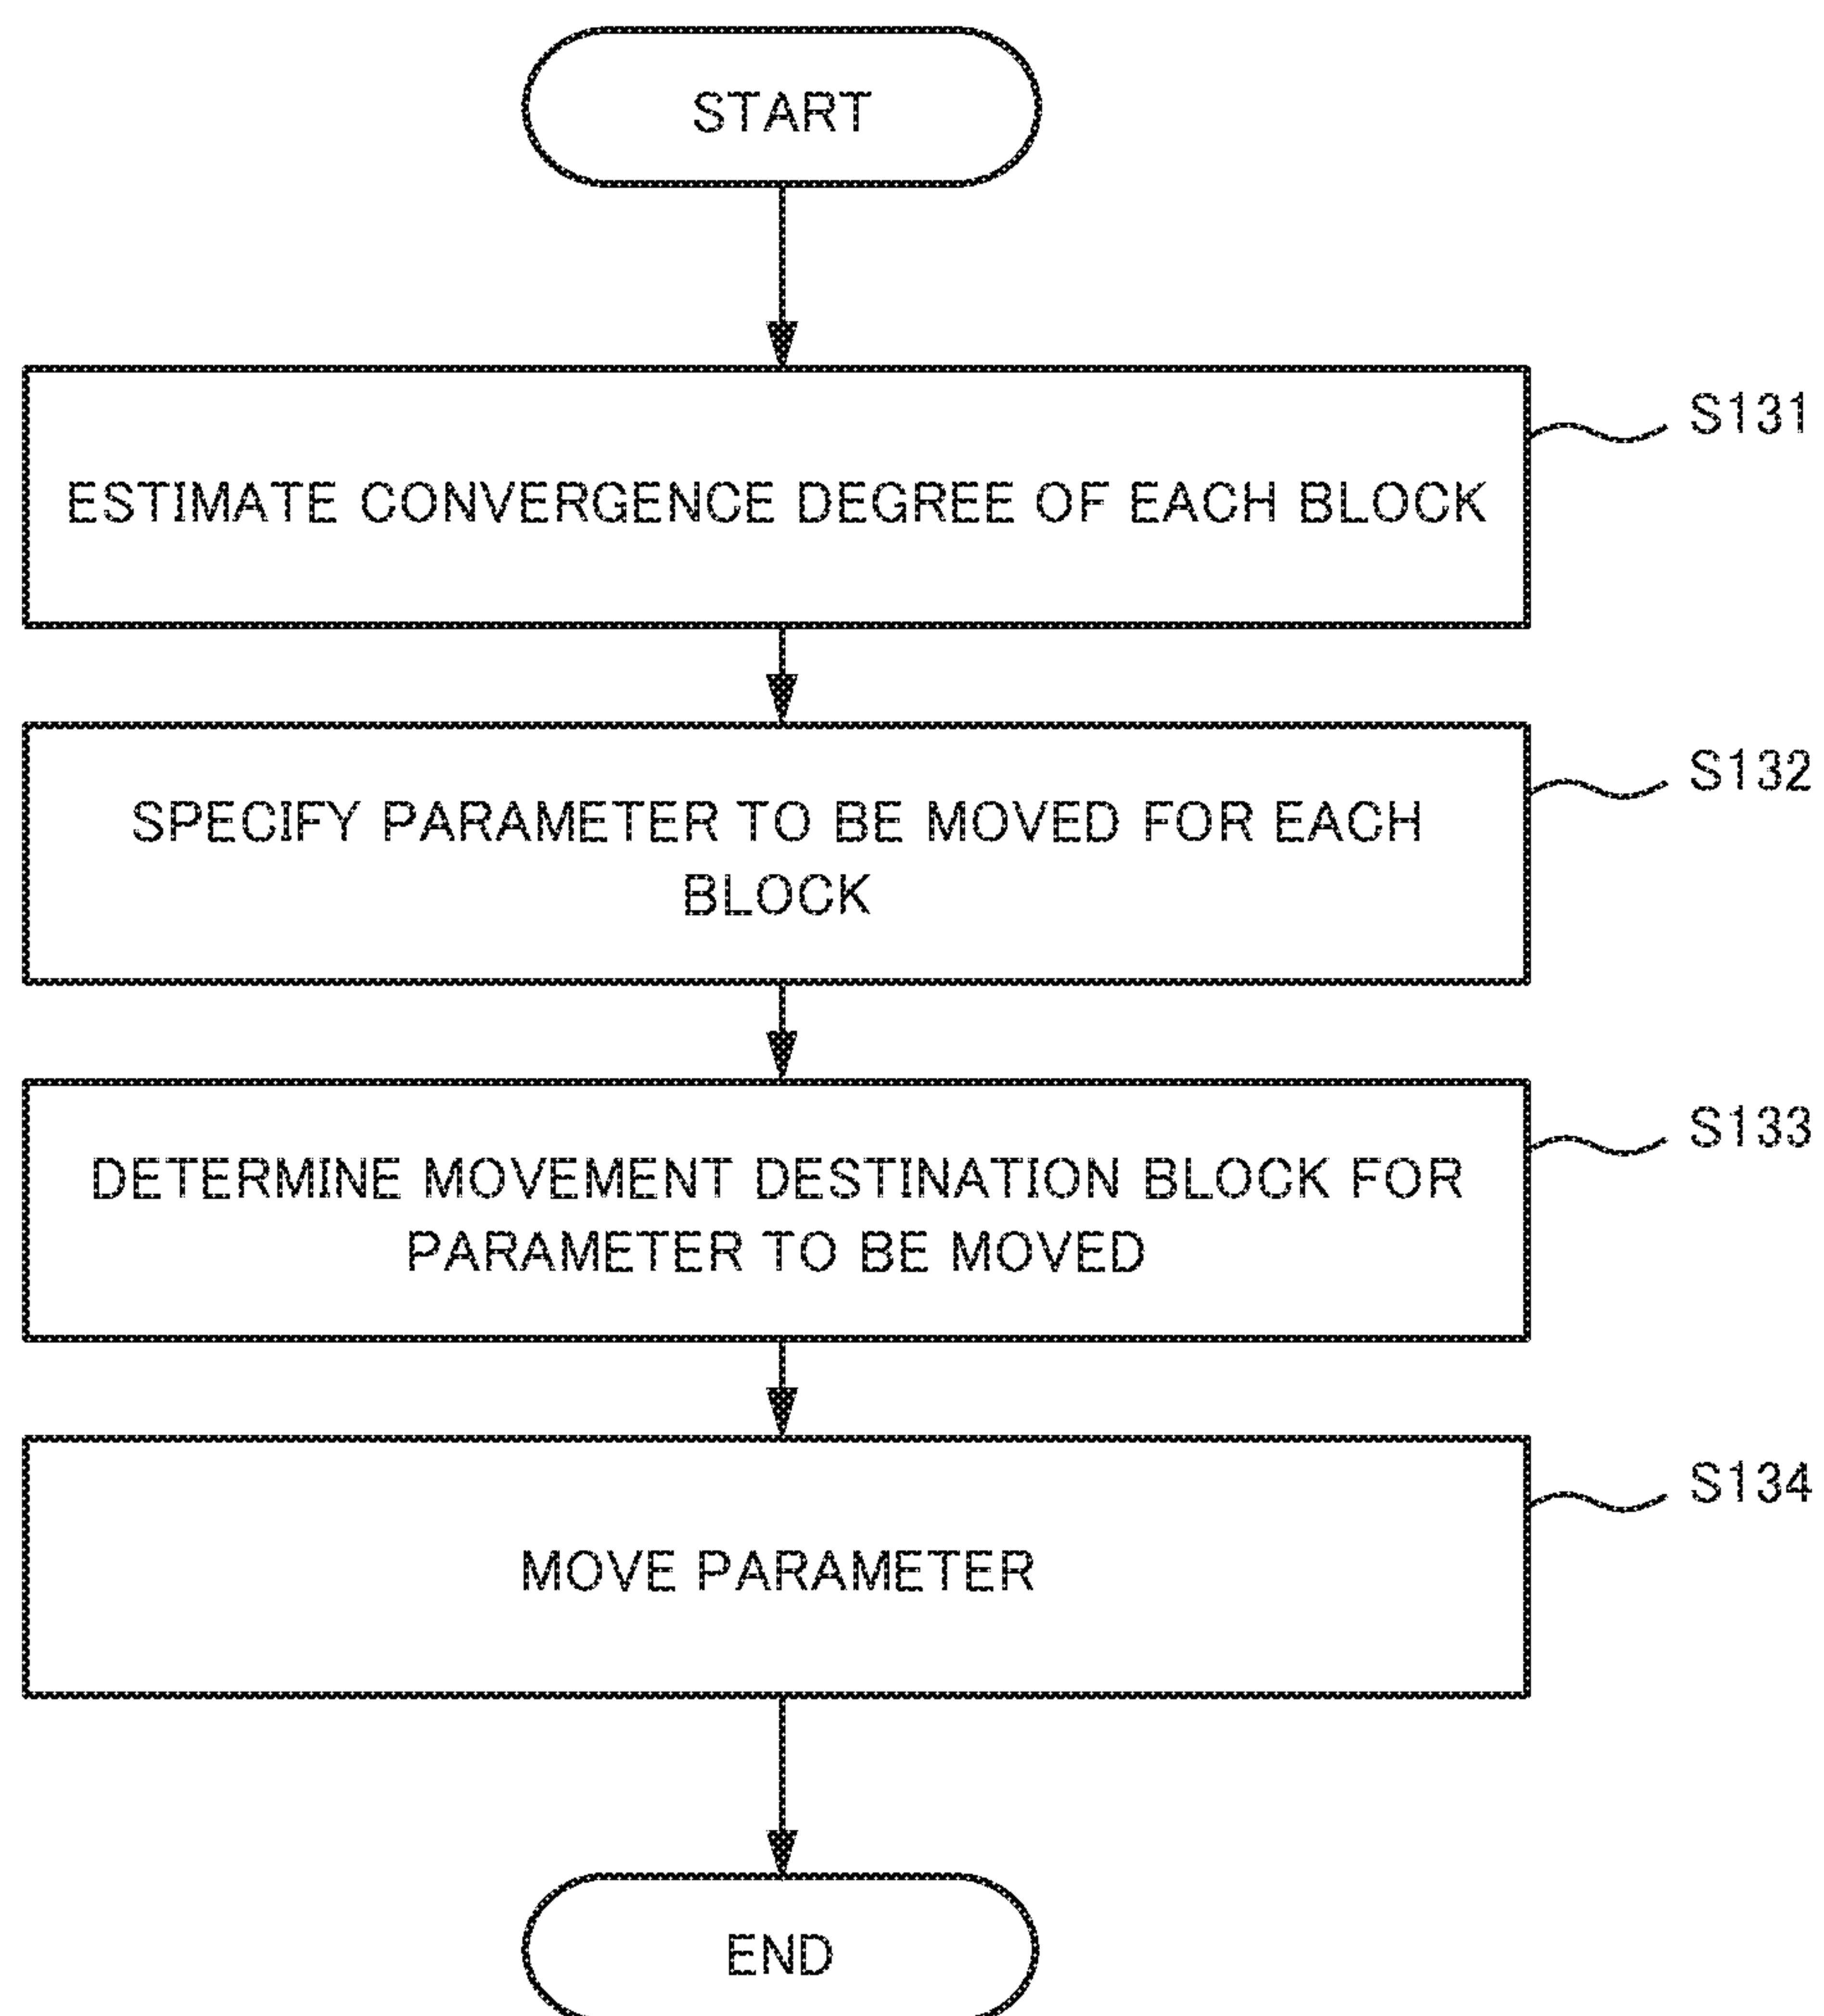 START
S131
ESTIMATE CONVERGENCE DEGREE OF EACH BLOCK
S132
SPECIFY PARAMETER TO BE MOVED FOR EACH
BLOCK
S133
DETERMINE MOVEMENT DESTINATION BLOCK FOR
PARAMETER TO BE MOVED
S134
MOVE PARAMETER
END